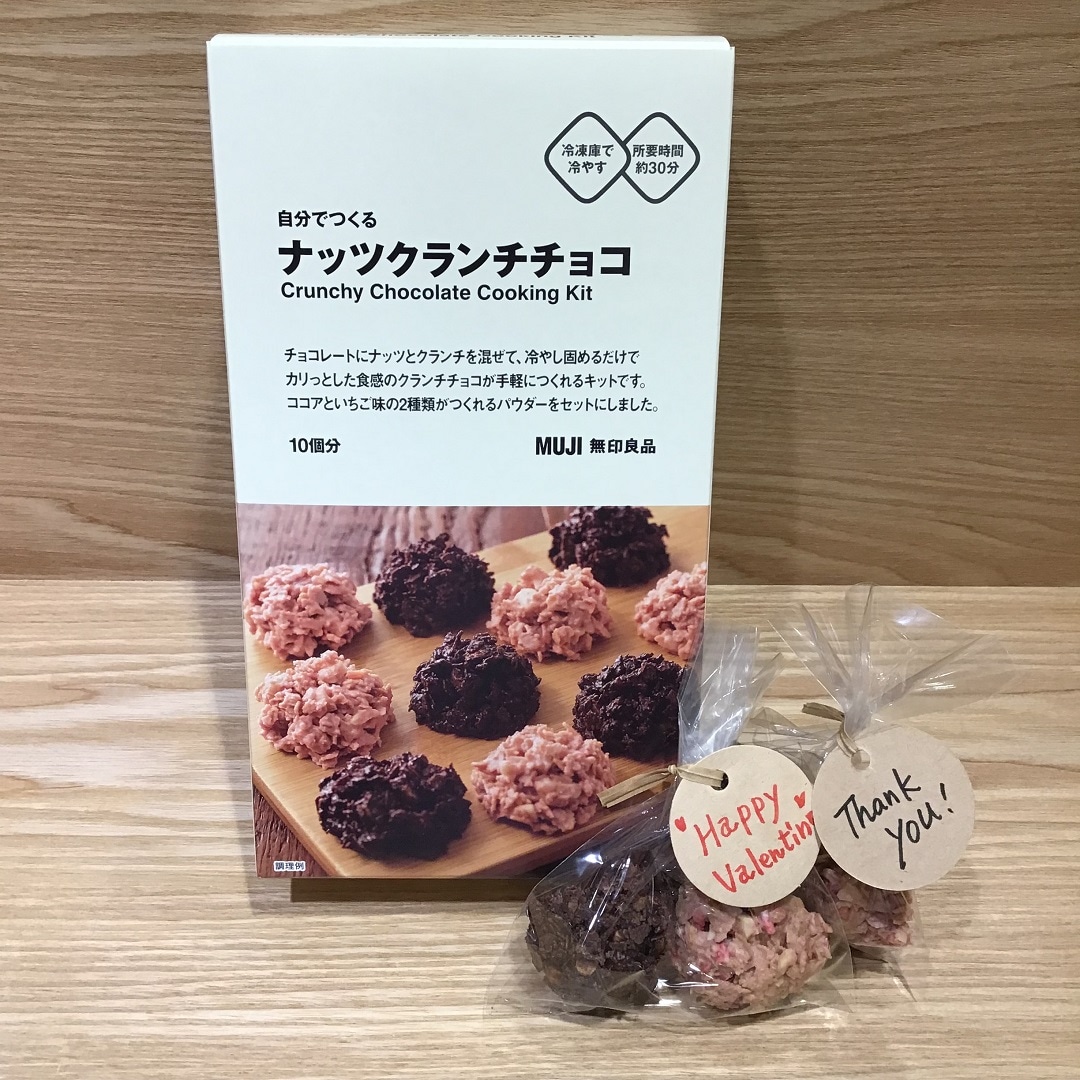 Chocolate Cooking Kit
冷凍庫で
冷やす
所要時間
約30分
自分でつくる
ナッツクランチチョコ
Crunchy Chocolate Cooking Kit
チョコレートにナッツとクランチを混ぜて、冷やし固めるだけで
カリっとした食感のクランチチョコが手軽につくれるキットです。
ココアといちご味の2種類がつくれるパウダーをセットにしました。
10個分
MUJI 無印良品
調理例
Happy
Valentin
Thank
you!